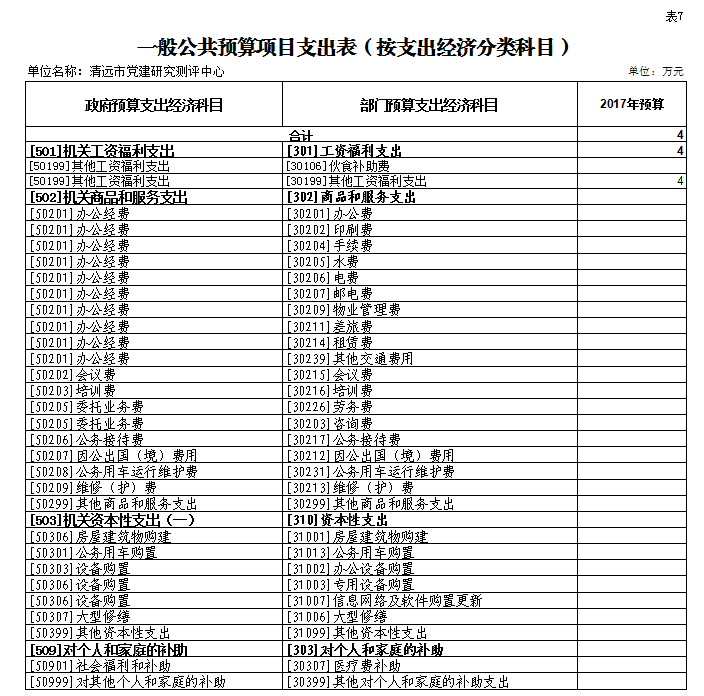 表7
一般公共预算项目支出表（按支出经济分类科目）
单位名称：清远市党建研究测评中心 单位：万元
政府预算支出经济科目 部门预算支出经济科目 2017年预算
合计 4
[501]机关工资福利支出 [301]工资福利支出 4
[50199]其他工资福利支出 [30106]伙食补助费
[50199]其他工资福利支出 [30199]其他工资福利支出 4
[502]机关商品和服务支出 [302]商品和服务支出
[50201]办公经费 [30201]办公费
[50201]办公经费 [30202]印刷费
[50201]办公经费 [30204]手续费
[50201]办公经费 [30205]水费
[50201]办公经费 [30206]电费
[50201]办公经费 [30207]邮电费
[50201]办公经费 [30209]物业管理费
[50201]办公经费 [30211]差旅费
[50201]办公经费 [30214]租赁费
[50201]办公经费 [30239]其他交通费用
[50202]会议费 [30215]会议费
[50203]培训费 [30216]培训费
[50205]委托业务费 [30226]劳务费
[50205]委托业务费 [30203]咨询费
[50206]公务接待费 [30217]公务接待费
[50207]因公出国（境）费用 [30212]因公出国（境）费用
[50208]公务用车运行维护费 [30231]公务用车运行维护费
[50209]维修（护）费 [30213]维修（护）费
[50299]其他商品和服务支出 [30299]其他商品和服务支出
[503]机关资本性支出（一） [310]资本性支出
[50306]房屋建筑物购建 [31001]房屋建筑物购建
[50301]公务用车购置 [31013]公务用车购置
[50303]设备购置 [31002]办公设备购置
[50306]设备购置 [31003]专用设备购置
[50306]设备购置 [31007]信息网络及软件购置更新
[50307]大型修缮 [31006]大型修缮
[50399]其他资本性支出 [31099]其他资本性支出
[509]对个人和家庭的补助 [303]对个人和家庭的补助
[50901]社会福利和补助 [30307]医疗费补助
[50999]对其他个人和家庭的补助 [30399]其他对个人和家庭的补助支出